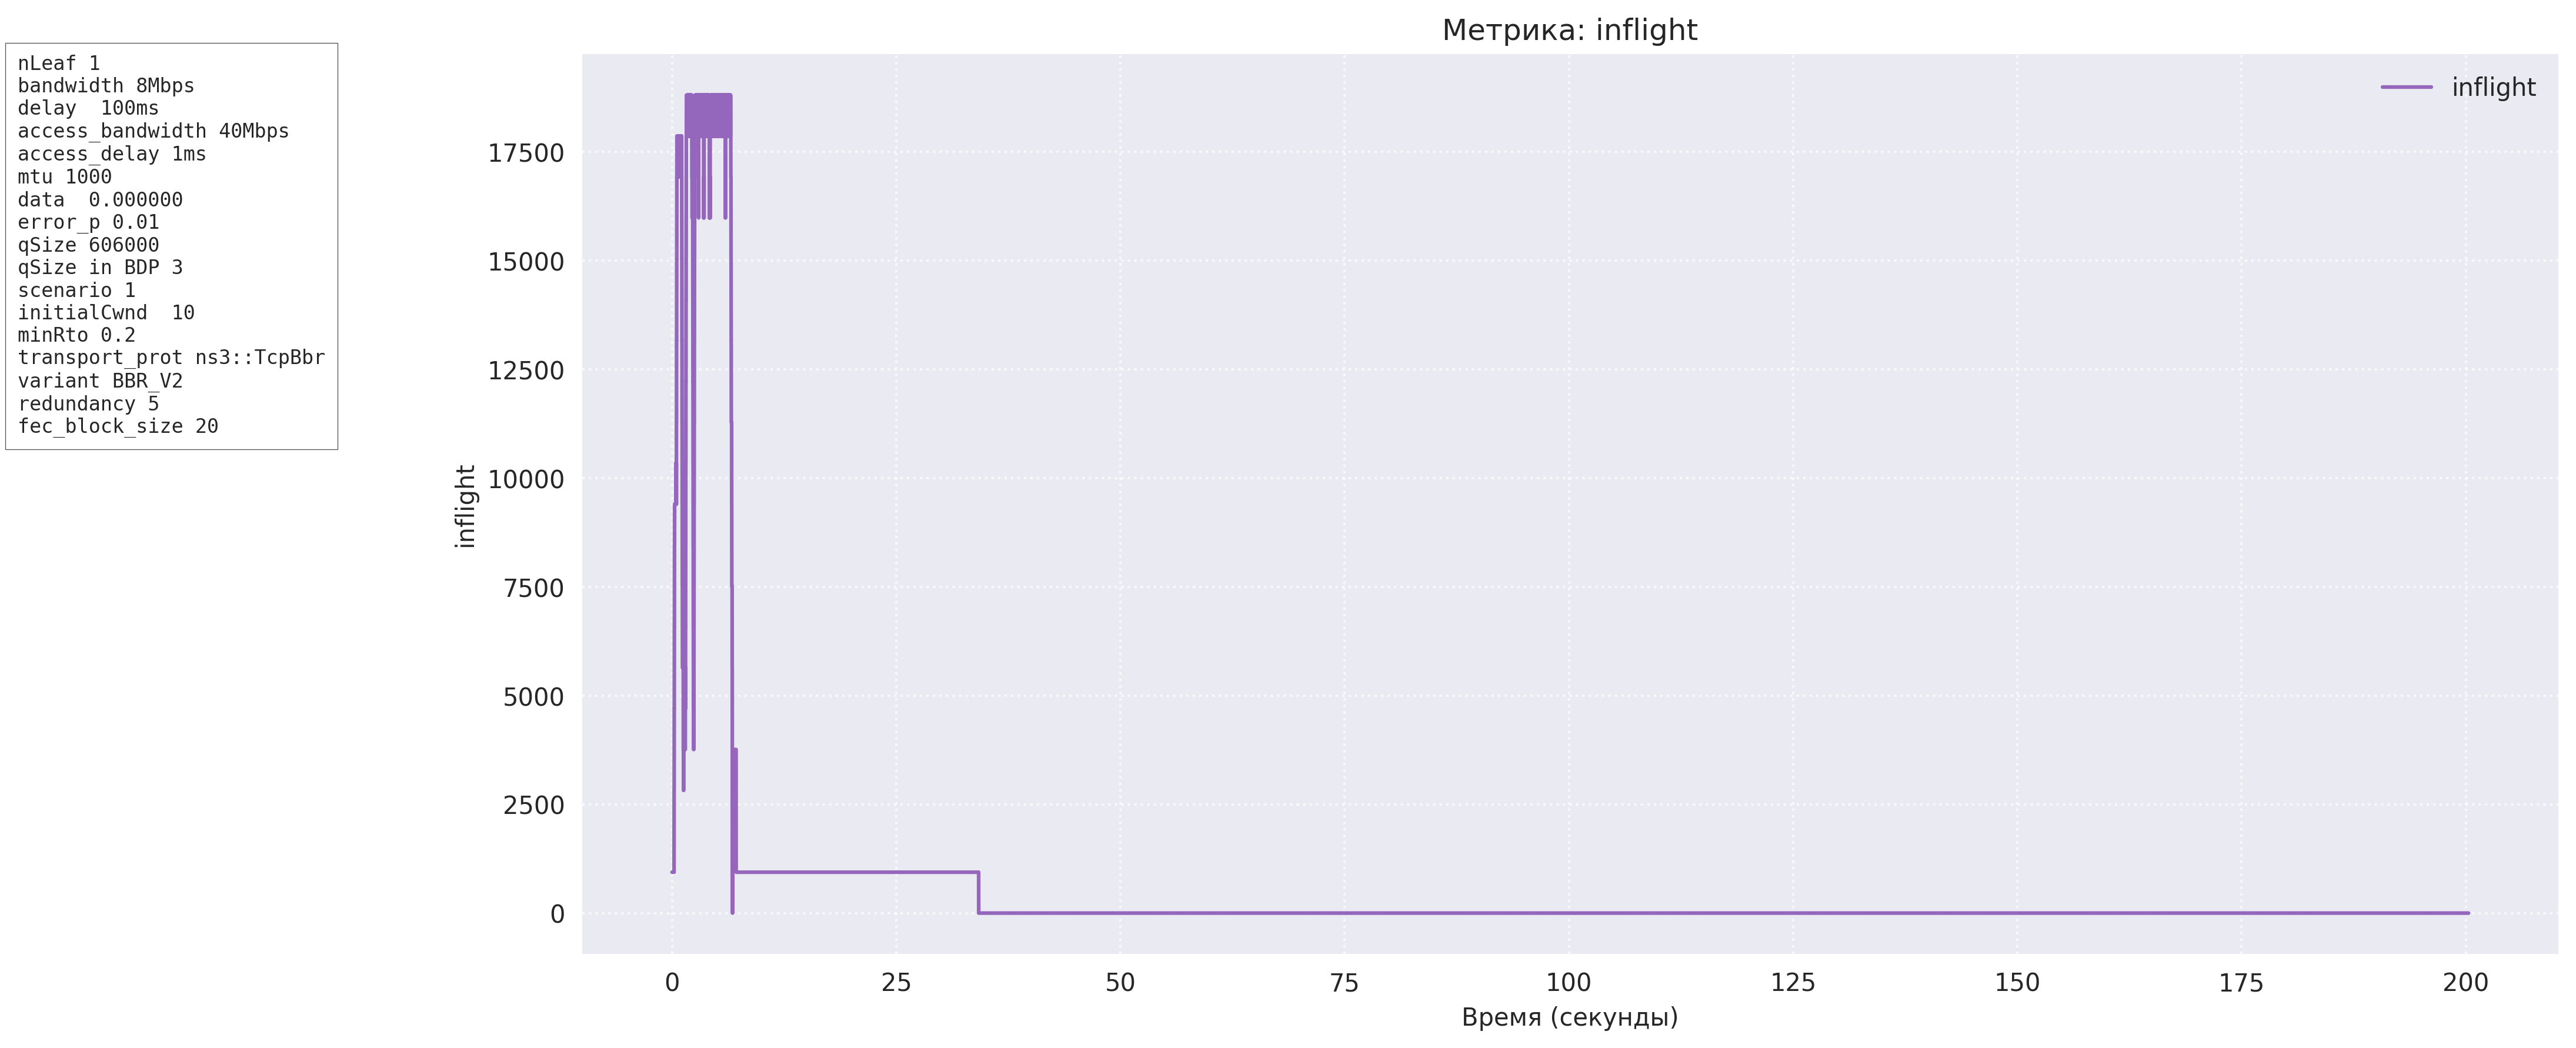 Метрика: inflight
nLeaf 1
bandwidth 8Mbps
delay  100ms
access_bandwidth 40Mbps
access_delay 1ms
mtu 1000
data  0.000000
error_p 0.01
qSize 606000
qSize in BDP 3
scenario 1
initialCwnd  10
minRto 0.2
transport_prot ns3::TcpBbr
variant BBR_V2
redundancy 5
fec_block_size 20
inflight
inflight
17500
15000
12500
10000
7500
5000
2500
0
0 25 50 75 100 125 150 175 200
Время (секунды)